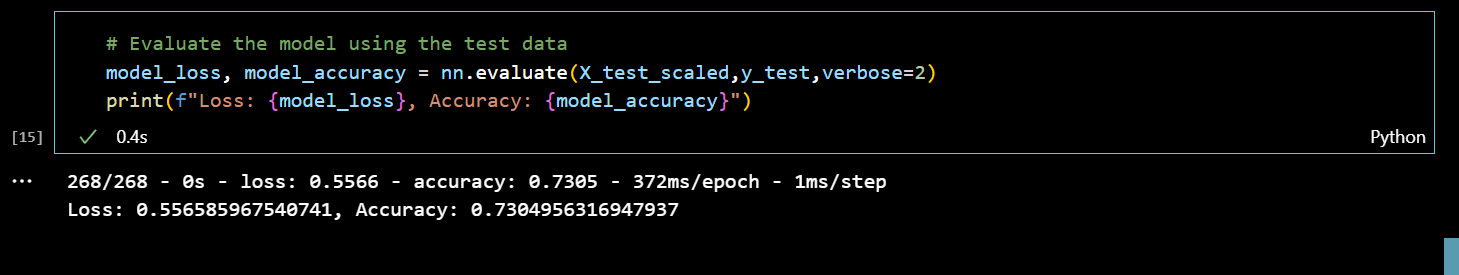 # Evaluate the model using the test data
model_loss, model_accuracy = nn.evaluate(X_test_scaled,y_test,verbose=2)
print(f"Loss: {model_loss}, Accuracy: {model_accuracy}")
[15] ✓ 0.4s Python
··· 268/268 - 0s - loss: 0.5566 - accuracy: 0.7305 - 372ms/epoch - 1ms/step
Loss: 0.556585967540741, Accuracy: 0.7304956316947937